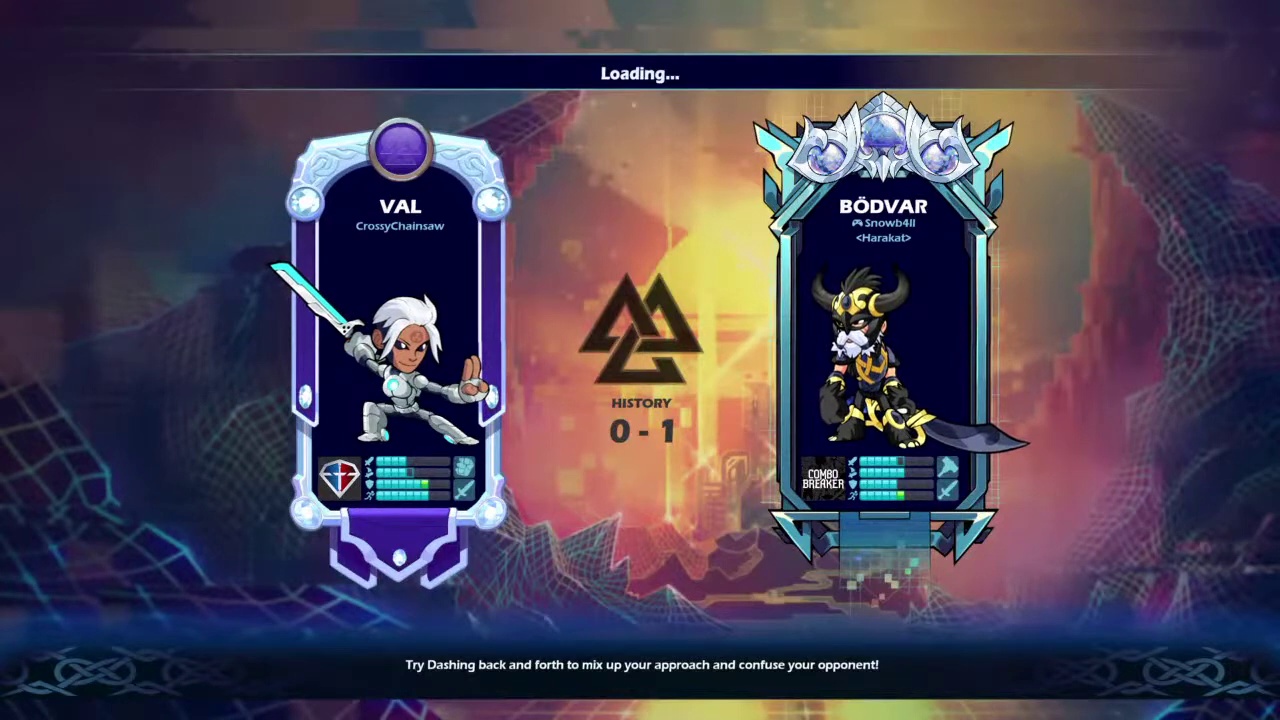 Loading...
VAL
CrossyChainsaw
BÖDVAR
Snowb4ll
<Harakat>
HISTORY
0 - 1
COMBO
BREAKER
Try Dashing back and forth to mix up your approach and confuse your opponent!